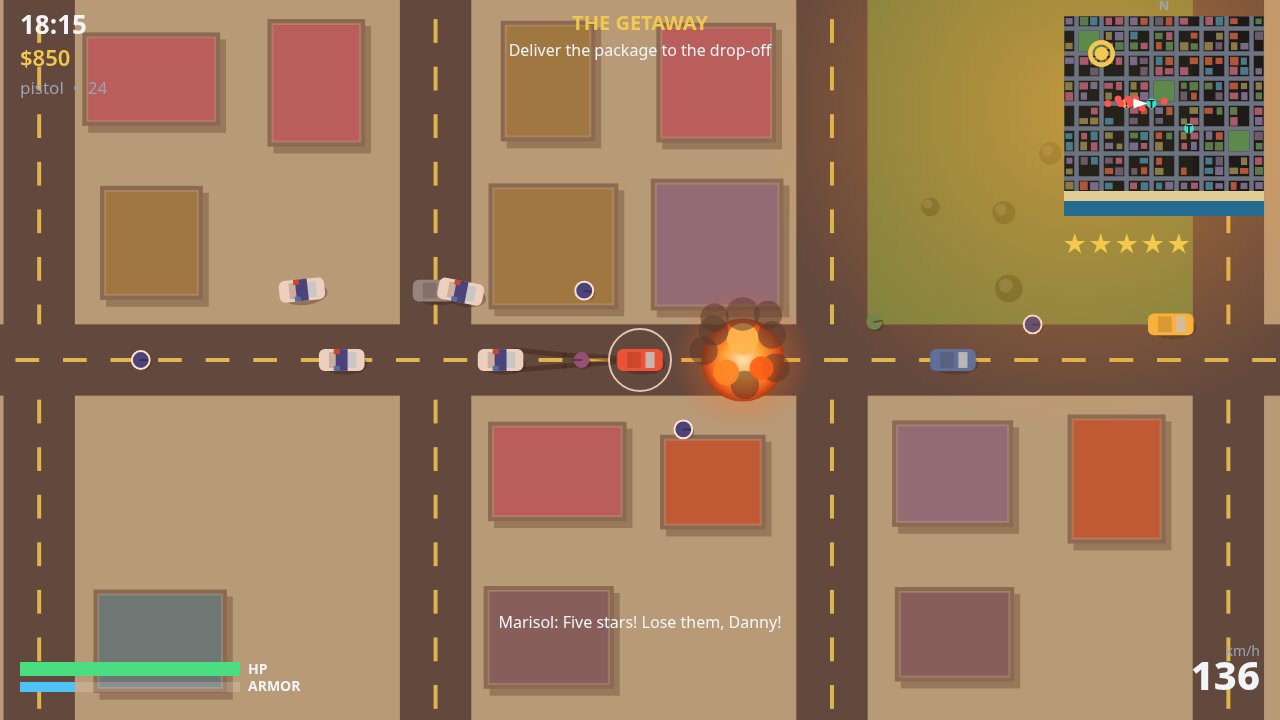 18:15
$850
pistol • 24
THE GETAWAY
Deliver the package to the drop-off
N
T
T
★★★★★
Marisol: Five stars! Lose them, Danny!
HP
ARMOR
km/h
136